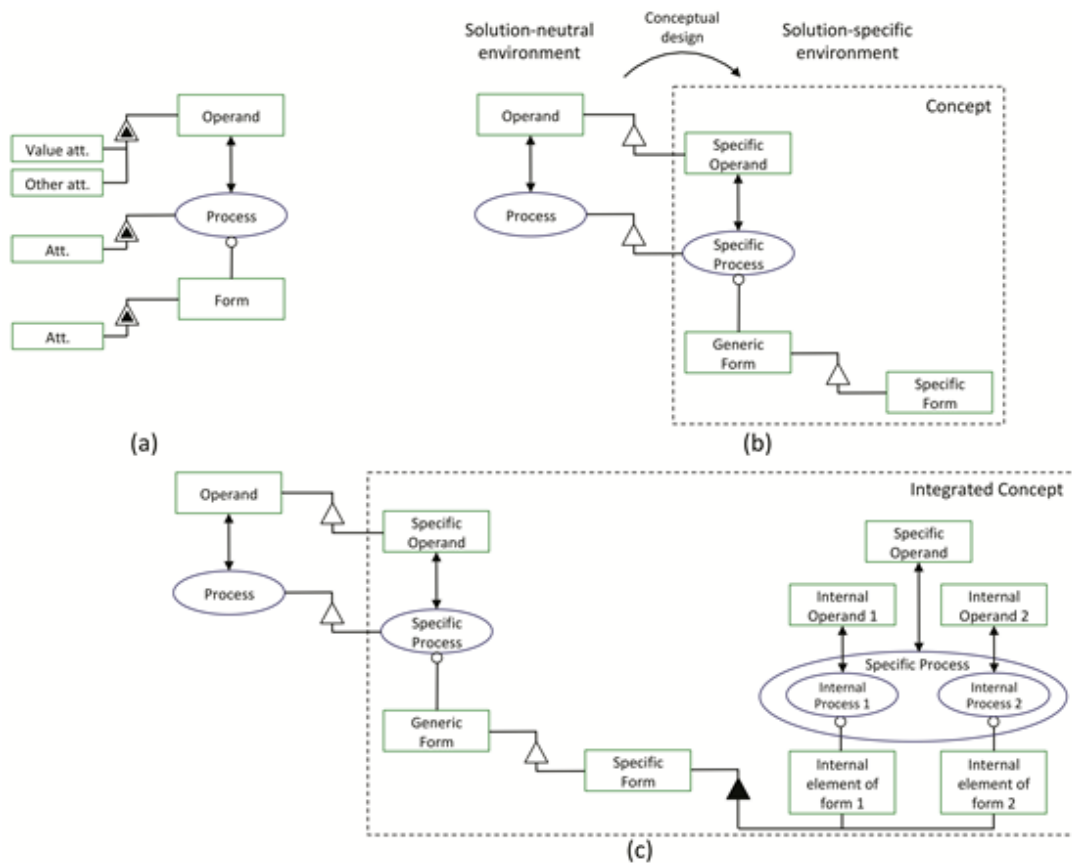 Operand
Value att.
Other att.
Process
Att.
Form
Att.
(a)
Solution-neutral
environment
Conceptual
design
Solution-specific
environment
Concept
Operand
Specific
Operand
Process
Specific
Process
Generic
Form
Specific
Form
(b)
Integrated Concept
Operand
Specific
Operand
Process
Specific
Process
Generic
Form
Specific
Form
Specific
Operand
Internal
Operand 1
Internal
Operand 2
Specific Process
Internal
Process 1
Internal
Process 2
Internal
element of
form 1
Internal
element of
form 2
(c)